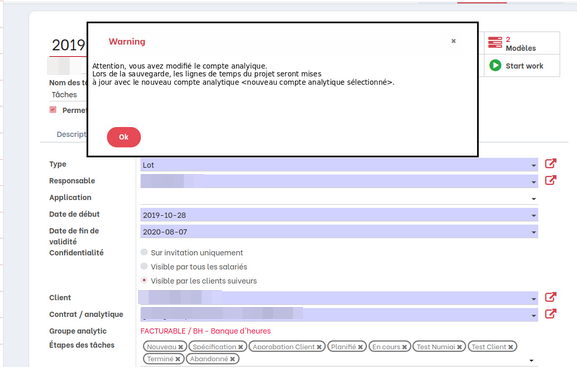 Warning
×
Attention, vous avez modifié le compte analyique.
Lors de la sauvegarde, les lignes de temps du projet seront mises
à jour avec le nouveau compte analytique <nouveau compte analytique sélectionné>.
Ok
2019
2
Modèles
Start work
Nom des
Tâches
Permet
Descript
Type
Lot
Responsable
Application
Date de début
2019-10-28
Date de fin de
validité
2020-08-07
Confidentialité
Sur invitation uniquement
Visible par tous les salariés
Visible par les clients suiveurs
Client
Contrat / analytique
Groupe analytic
FACTURABLE / BH - Banque d'heures
Étapes des tâches
Nouveau × Spécification × Approbation Client × Planifié × En cours × Test Numia × Test Client ×
Terminé × Abandonné ×